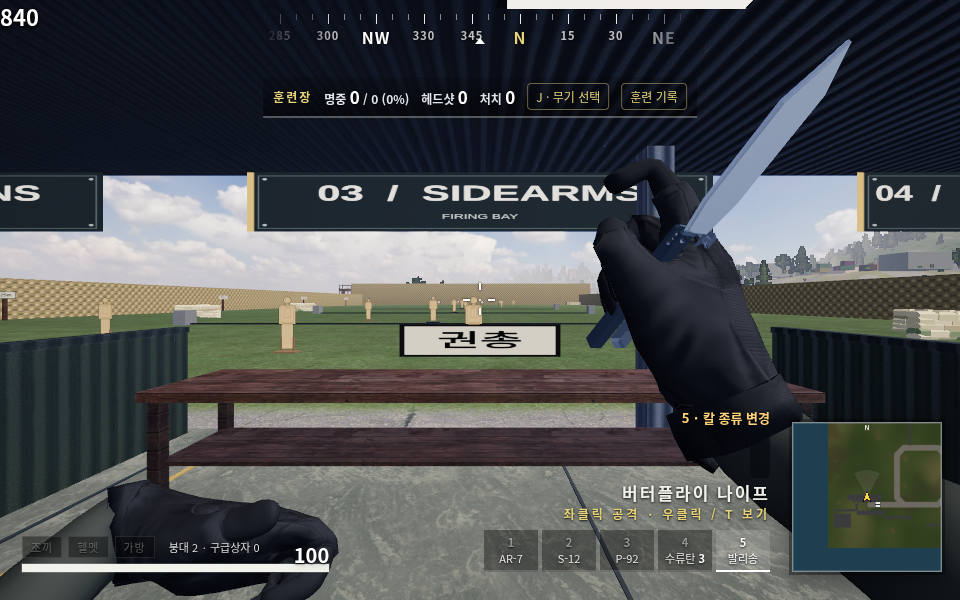 840
285 300 NW 330 345 N 15 30 NE
훈련장 명중 0 / 0 (0%) 헤드샷 0 처치 0 J · 무기 선택 훈련 기록
NS
03 / SIDEARMS
FIRING BAY
04 /
권총
5 · 칼 종류 변경
N
버터플라이 나이프
좌클릭 공격 · 우클릭 / T 보기
조끼 헬멧 가방 붕대 2 · 구급상자 0 100
1 AR-7
2 S-12
3 P-92
4 수류탄 3
5 발리송